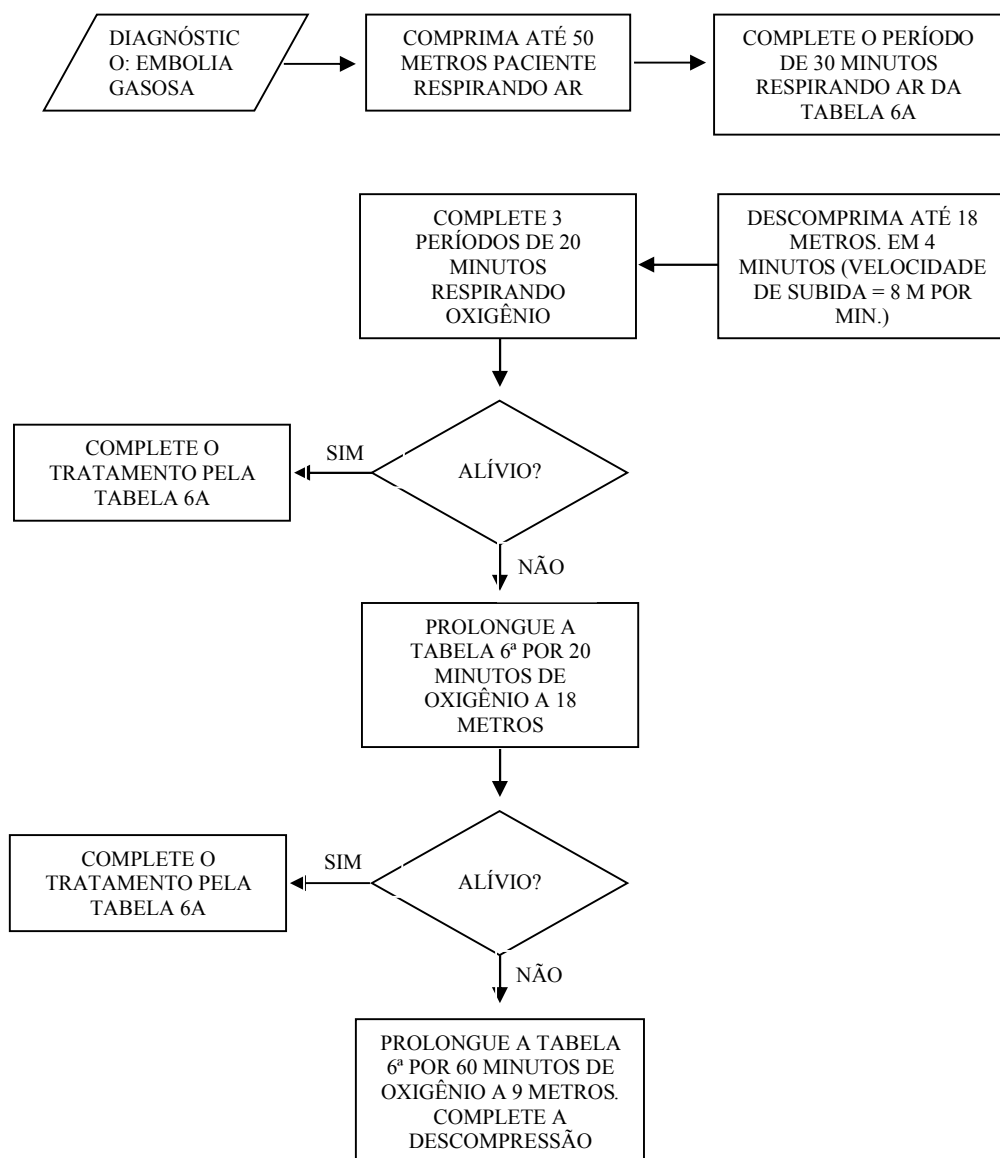 DIAGNÓSTIC
O: EMBOLIA
GASOSA
COMPRIMA ATÉ 50
METROS PACIENTE
RESPIRANDO AR
COMPLETE O PERÍODO
DE 30 MINUTOS
RESPIRANDO AR DA
TABELA 6A
DESCOMPRIMA ATÉ 18
METROS. EM 4
MINUTOS (VELOCIDADE
DE SUBIDA = 8 M POR
MIN.)
COMPLETE 3
PERÍODOS DE 20
MINUTOS
RESPIRANDO
OXIGÊNIO
ALÍVIO?
SIM
COMPLETE O
TRATAMENTO PELA
TABELA 6A
NÃO
PROLONGUE A
TABELA 6ª POR 20
MINUTOS DE
OXIGÊNIO A 18
METROS
ALÍVIO?
SIM
COMPLETE O
TRATAMENTO PELA
TABELA 6A
NÃO
PROLONGUE A TABELA
6ª POR 60 MINUTOS DE
OXIGÊNIO A 9 METROS.
COMPLETE A
DESCOMPRESSÃO